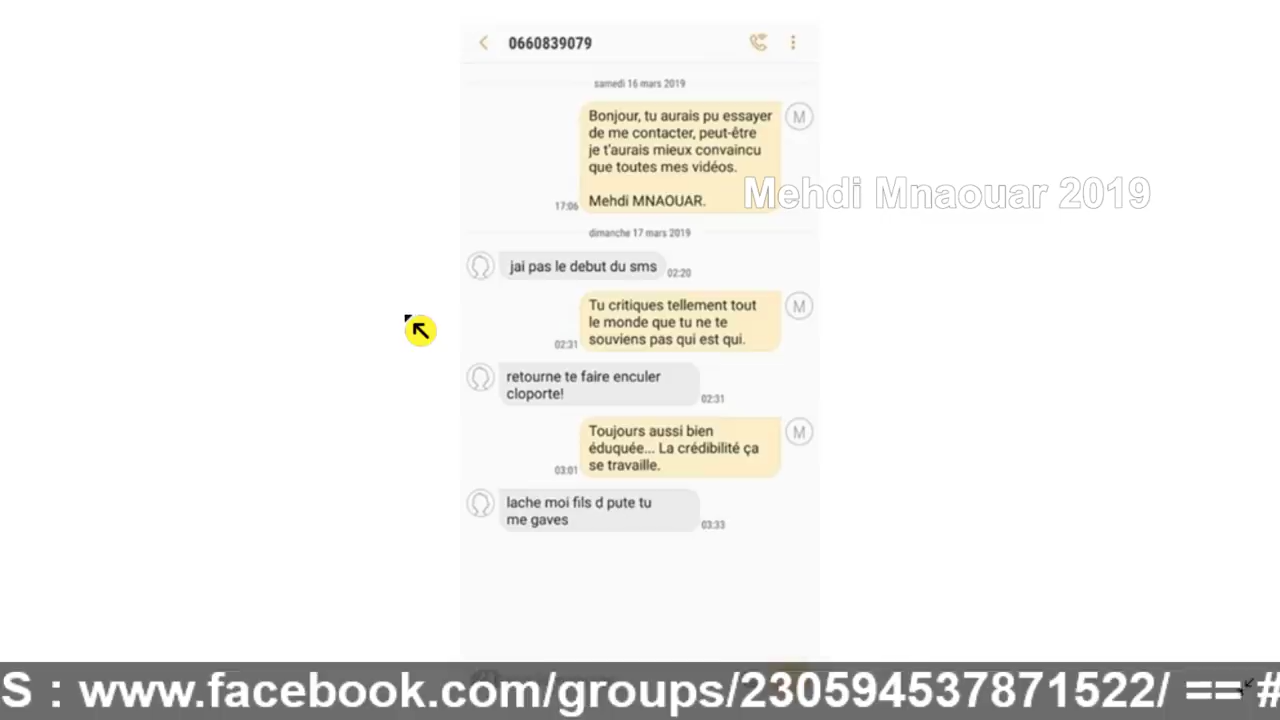 0660839079
samedi 16 mars 2019
Bonjour, tu aurais pu essayer
de me contacter, peut-être
je t'aurais mieux convaincu
que toutes mes vidéos.
Mehdi MNAOUAR.
17:06
M
Mehdi Mnaouar 2019
dimanche 17 mars 2019
jai pas le debut du sms
02:20
Tu critiques tellement tout
le monde que tu ne te
souviens pas qui est qui.
02:31
M
retourne te faire enculer
cloporte!
02:31
Toujours aussi bien
éduquée... La crédibilité ça
se travaille.
03:01
M
lache moi fils d pute tu
me gaves
03:33
S : www.facebook.com/groups/230594537871522/ == #